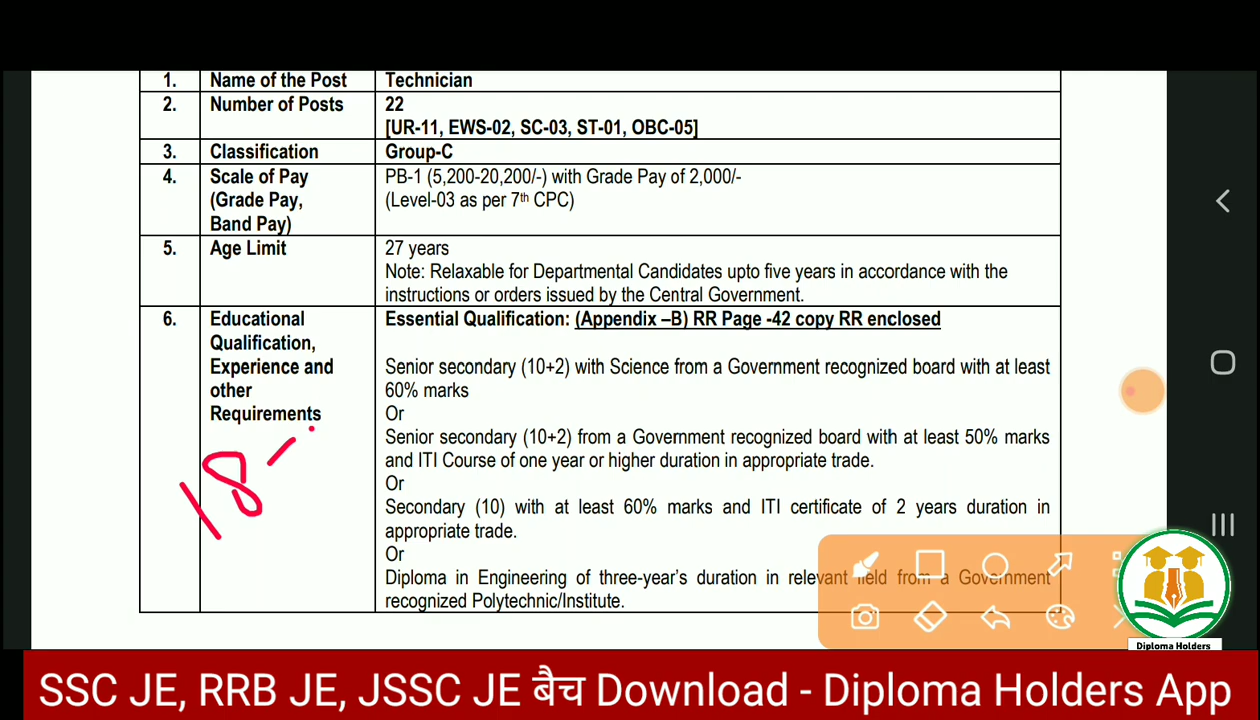 1. Name of the Post Technician
2. Number of Posts 22
[UR-11, EWS-02, SC-03, ST-01, OBC-05]
3. Classification Group-C
4. Scale of Pay PB-1 (5,200-20,200/-) with Grade Pay of 2,000/-
(Grade Pay, (Level-03 as per 7th CPC)
Band Pay)
5. Age Limit 27 years
Note: Relaxable for Departmental Candidates upto five years in accordance with the
instructions or orders issued by the Central Government.
6. Educational Essential Qualification: (Appendix –B) RR Page -42 copy RR enclosed
Qualification,
Experience and Senior secondary (10+2) with Science from a Government recognized board with at least
other 60% marks
Requirements Or
Senior secondary (10+2) from a Government recognized board with at least 50% marks
and ITI Course of one year or higher duration in appropriate trade.
18-
Or
Secondary (10) with at least 60% marks and ITI certificate of 2 years duration in
appropriate trade.
Or
Diploma in Engineering of three-year's duration in relevant field from a Government
recognized Polytechnic/Institute.
Diploma Holders
SSC JE, RRB JE, JSSC JE बैच Download - Diploma Holders App